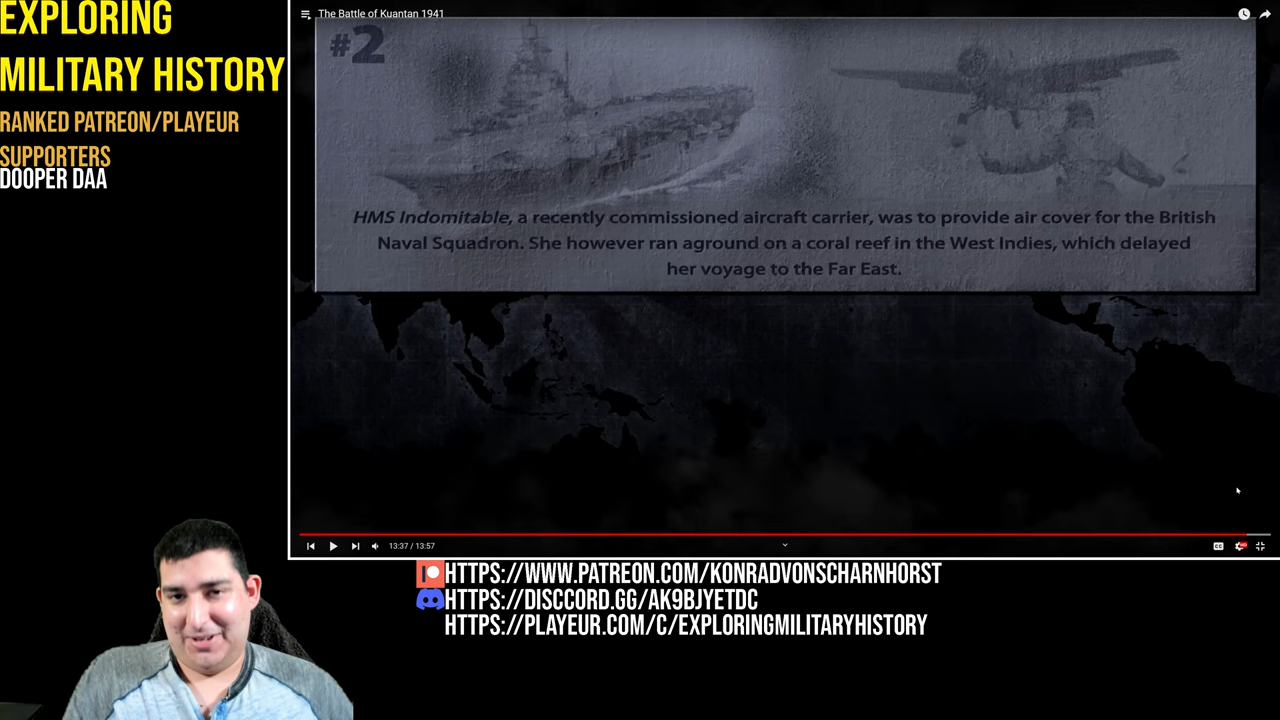 EXPLORING
MILITARY HISTORY
RANKED PATREON/PLAYEUR
SUPPORTERS
DOOPER DAA
The Battle of Kuantan 1941
#2
HMS Indomitable, a recently commissioned aircraft carrier, was to provide air cover for the British
Naval Squadron. She however ran aground on a coral reef in the West Indies, which delayed
her voyage to the Far East.
13:37 / 13:57
CC
HTTPS://WWW.PATREON.COM/KONRADVONSCHARNHORST
HTTPS://DISCCORD.GG/AK9BJYETDC
HTTPS://PLAYEUR.COM/C/EXPLORINGMILITARYHISTORY